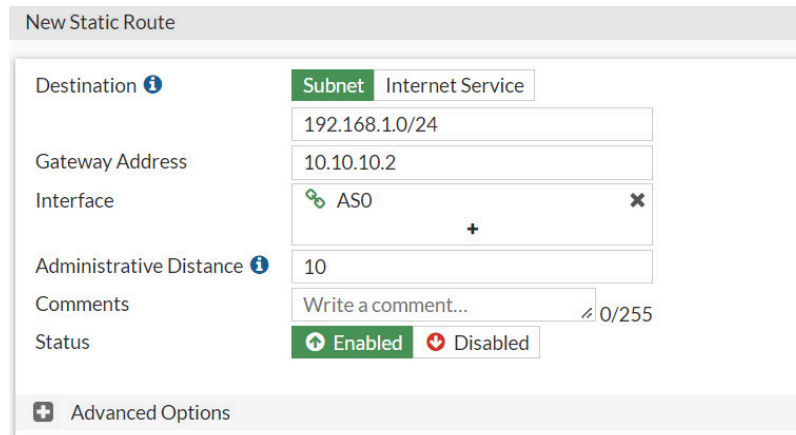 New Static Route
Destination Subnet Internet Service
192.168.1.0/24
Gateway Address 10.10.10.2
Interface AS0
+
Administrative Distance 10
Comments Write a comment... 0/255
Status Enabled Disabled
Advanced Options